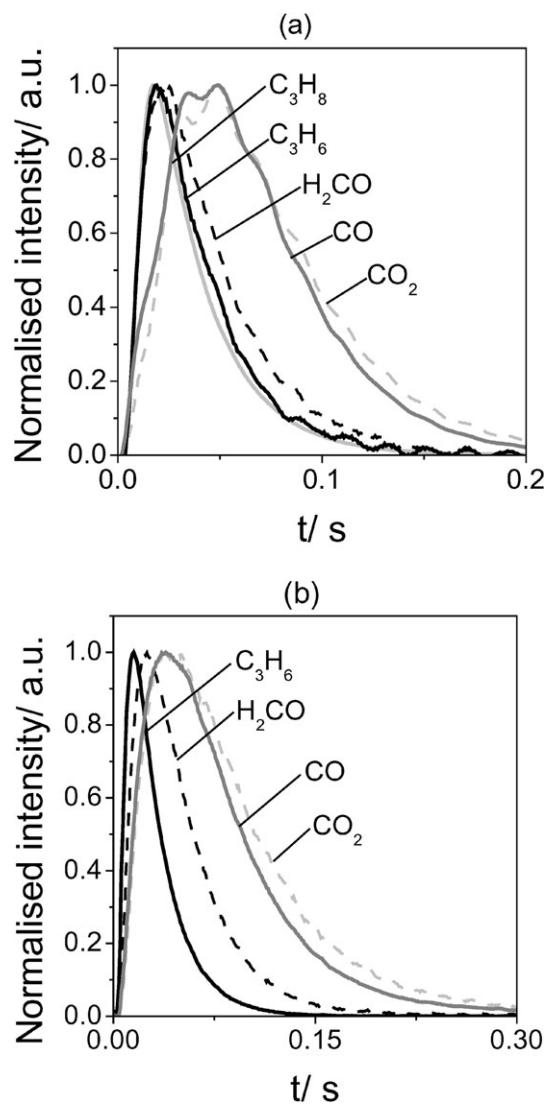 (a)
Normalised intensity/ a.u.
1.0
0.8
0.6
0.4
0.2
0.0
C₃H₈
C₃H₆
H₂CO
CO
CO₂
0.0 0.1 0.2
t/ s
(b)
Normalised intensity/ a.u.
1.0
0.8
0.6
0.4
0.2
0.0
C₃H₆
H₂CO
CO
CO₂
0.00 0.15 0.30
t/ s